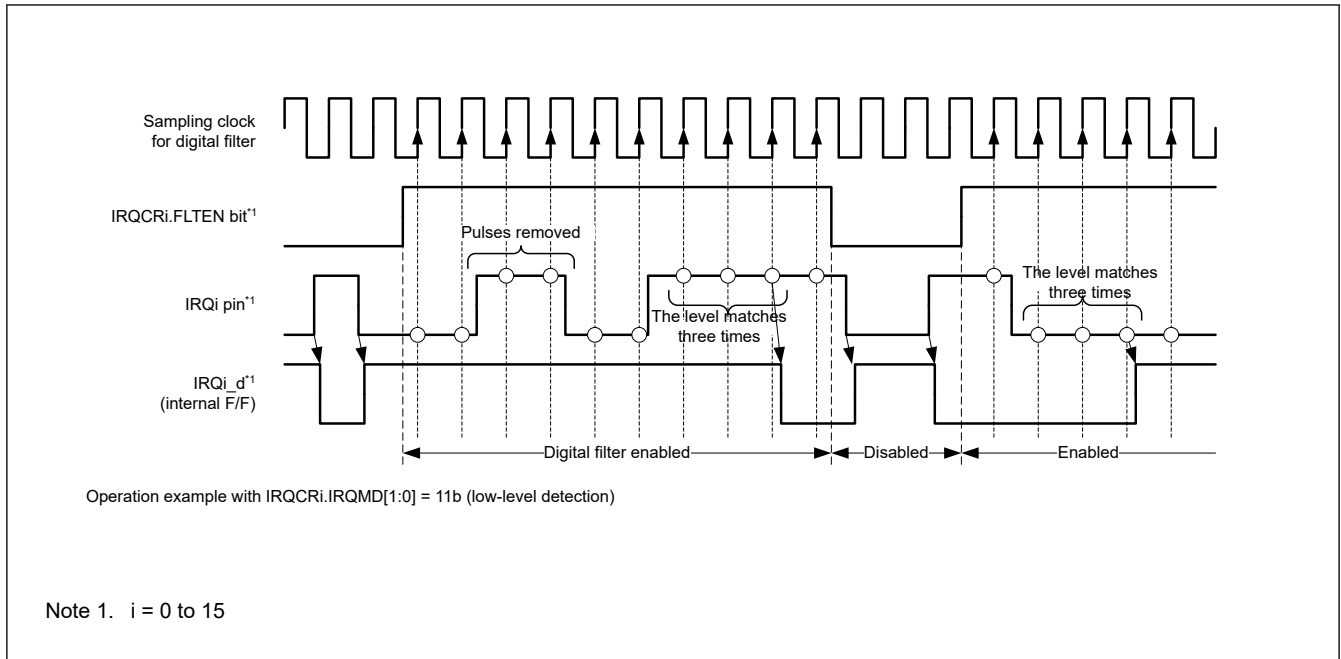 Sampling clock
for digital filter
IRQCRi.FLTEN bit*1
Pulses removed
IRQi pin*1
The level matches
three times
The level matches
three times
IRQi_d*1
(internal F/F)
Digital filter enabled
Disabled
Enabled
Operation example with IRQCRi.IRQMD[1:0] = 11b (low-level detection)
Note 1. i = 0 to 15